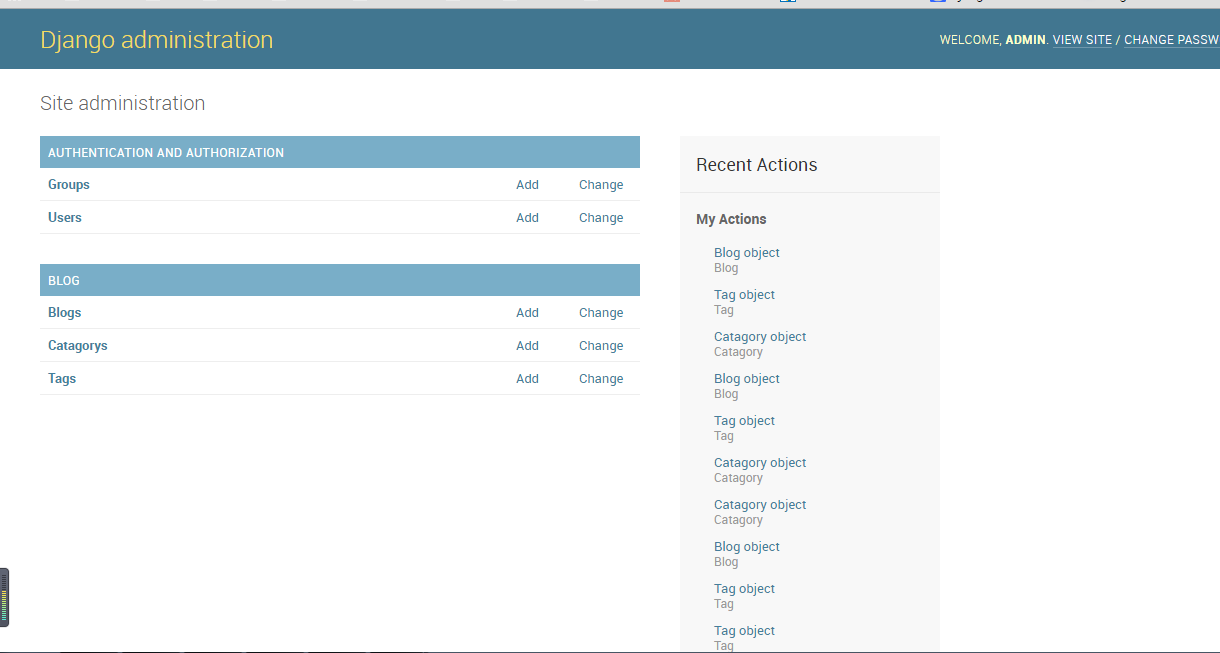 Django administration
WELCOME, ADMIN. VIEW SITE / CHANGE PASSW
Site administration
AUTHENTICATION AND AUTHORIZATION
Groups Add Change
Users Add Change
BLOG
Blogs Add Change
Catagorys Add Change
Tags Add Change
Recent Actions
My Actions
Blog object
Blog
Tag object
Tag
Catagory object
Catagory
Blog object
Blog
Tag object
Tag
Catagory object
Catagory
Catagory object
Catagory
Blog object
Blog
Tag object
Tag
Tag object
Tag